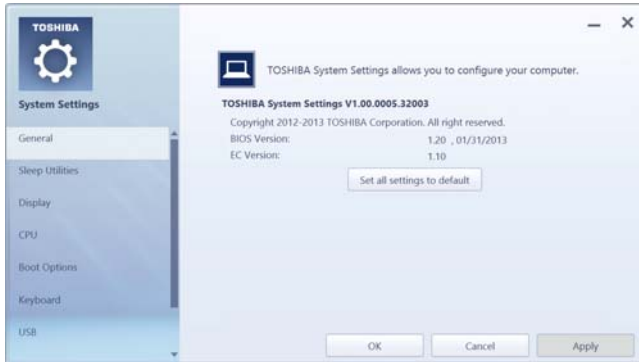 TOSHIBA
System Settings
General
Sleep Utilities
Display
CPU
Boot Options
Keyboard
USB
TOSHIBA System Settings allows you to configure your computer.
TOSHIBA System Settings V1.00.0005.32003
Copyright 2012-2013 TOSHIBA Corporation. All right reserved.
BIOS Version: 1.20 , 01/31/2013
EC Version: 1.10
Set all settings to default
OK Cancel Apply